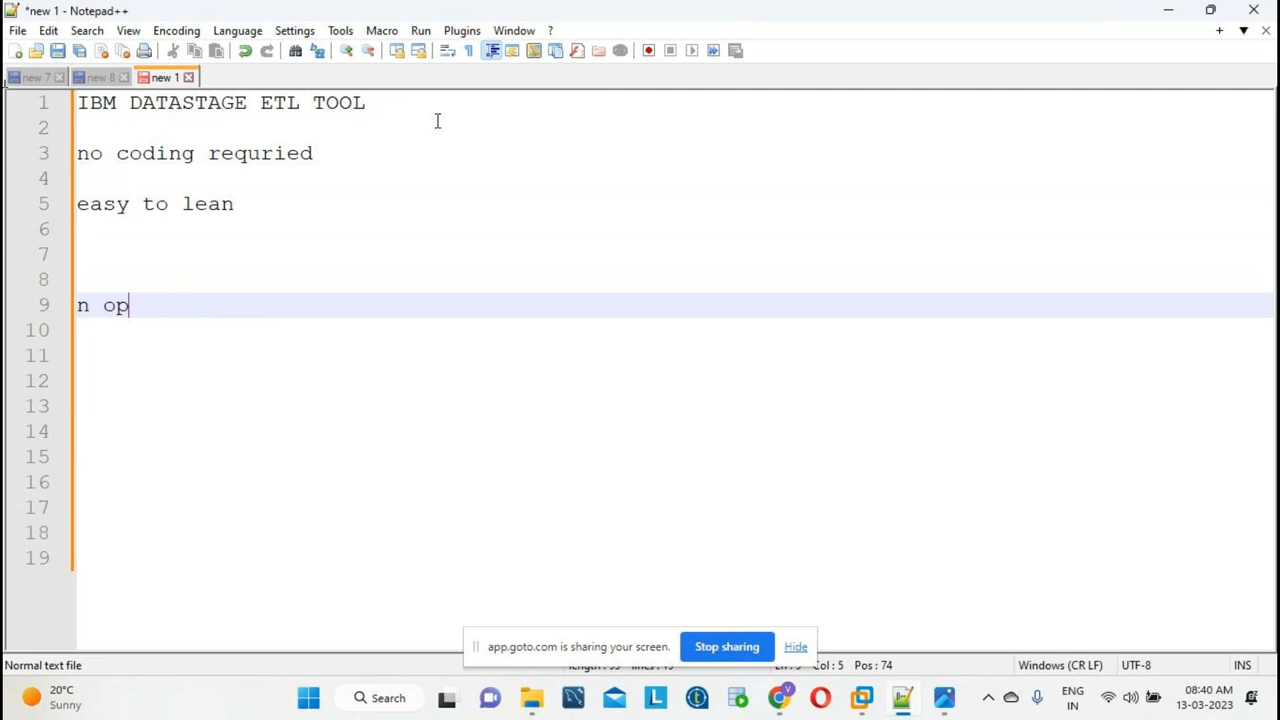 *new 1 - Notepad++
File Edit Search View Encoding Language Settings Tools Macro Run Plugins Window ?
new 7 new 8 new 1
1 IBM DATASTAGE ETL TOOL
2
3 no coding requried
4
5 easy to lean
6
7
8
9 n op
10
11
12
13
14
15
16
17
18
19
app.goto.com is sharing your screen. Stop sharing Hide
Normal text file Col : 5 Pos : 74 Windows (CR LF) UTF-8 INS
20°C
Sunny
Search
ENG
IN
08:40 AM
13-03-2023